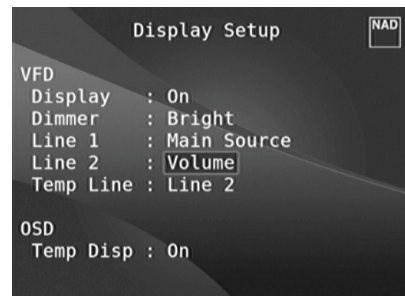 Display Setup
NAD
VFD
Display : On
Dimmer : Bright
Line 1 : Main Source
Line 2 : Volume
Temp Line : Line 2
OSD
Temp Disp : On